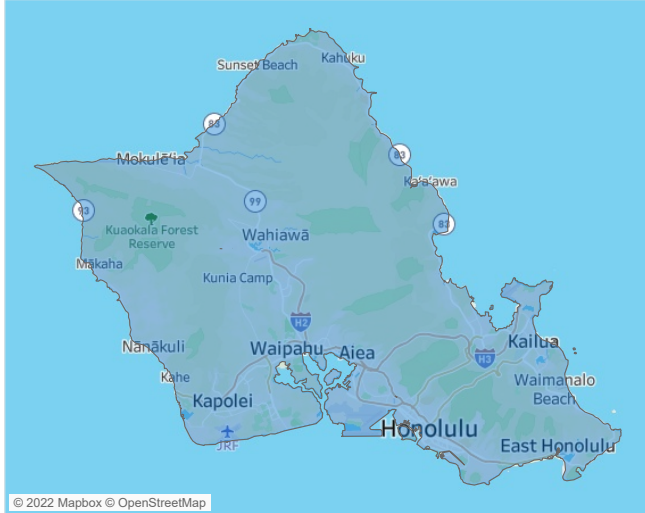 Kahuku
Sunset Beach
83
Mokulē‘ia
83
Ka‘a‘awa
99
93
83
Kuaokala Forest
Reserve
Wahiawā
Mākaha
Kunia Camp
H2
Nānākuli
Waipahu
Aiea
Kailua
H3
Kahe
Waimanalo
Beach
Kapolei
Honolulu
JRF
East Honolulu
© 2022 Mapbox © OpenStreetMap